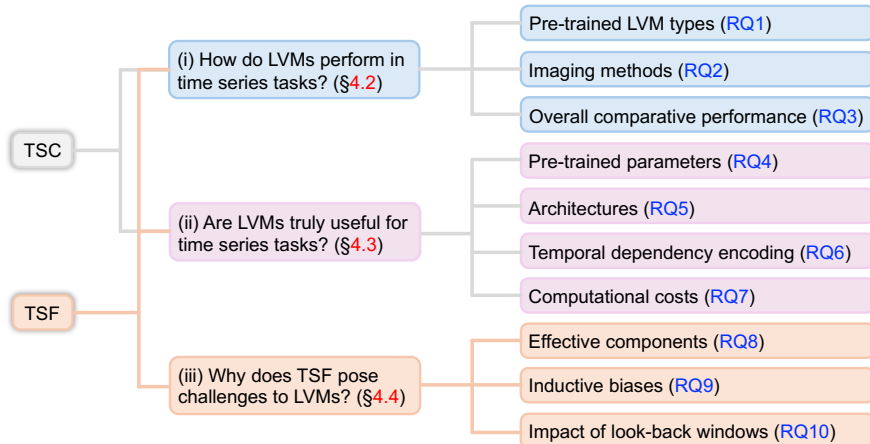 TSC
TSF
(i) How do LVMs perform in
time series tasks? (§4.2)
(ii) Are LVMs truly useful for
time series tasks? (§4.3)
(iii) Why does TSF pose
challenges to LVMs? (§4.4)
Pre-trained LVM types (RQ1)
Imaging methods (RQ2)
Overall comparative performance (RQ3)
Pre-trained parameters (RQ4)
Architectures (RQ5)
Temporal dependency encoding (RQ6)
Computational costs (RQ7)
Effective components (RQ8)
Inductive biases (RQ9)
Impact of look-back windows (RQ10)